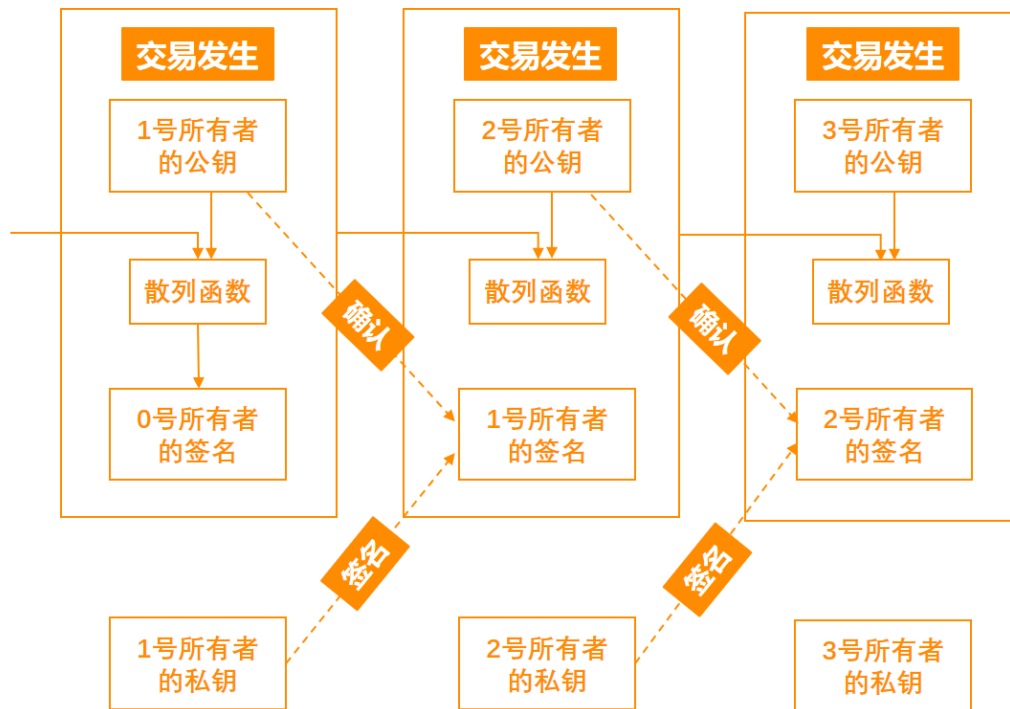 交易发生
1号所有者
的公钥
散列函数
0号所有者
的签名
1号所有者
的私钥
确认
签名
交易发生
2号所有者
的公钥
散列函数
1号所有者
的签名
2号所有者
的私钥
确认
签名
交易发生
3号所有者
的公钥
散列函数
2号所有者
的签名
3号所有者
的私钥